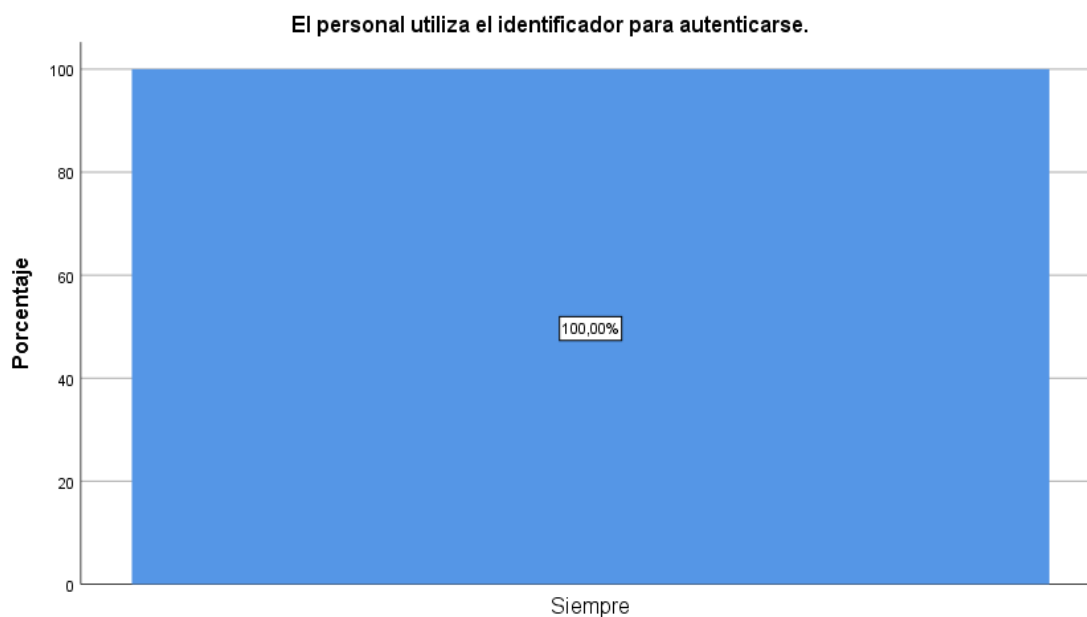 El personal utiliza el identificador para autenticarse.
100
80
60
40
20
0
Porcentaje
100,00%
Siempre